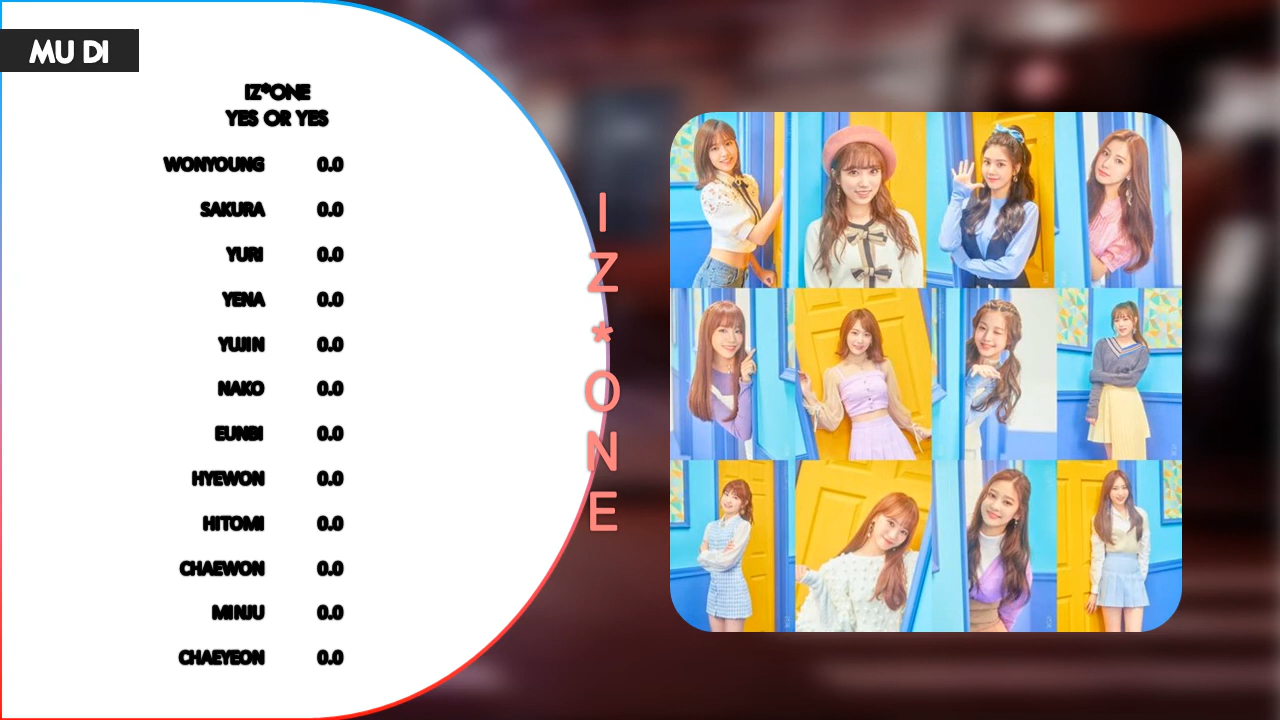 MU DI
IZ*ONE
YES OR YES
WONYOUNG 0.0
SAKURA 0.0
YURI 0.0
YENA 0.0
YUJIN 0.0
NAKO 0.0
EUNBI 0.0
HYEWON 0.0
HITOMI 0.0
CHAEWON 0.0
MINJU 0.0
CHAEYEON 0.0
IZ*ONE